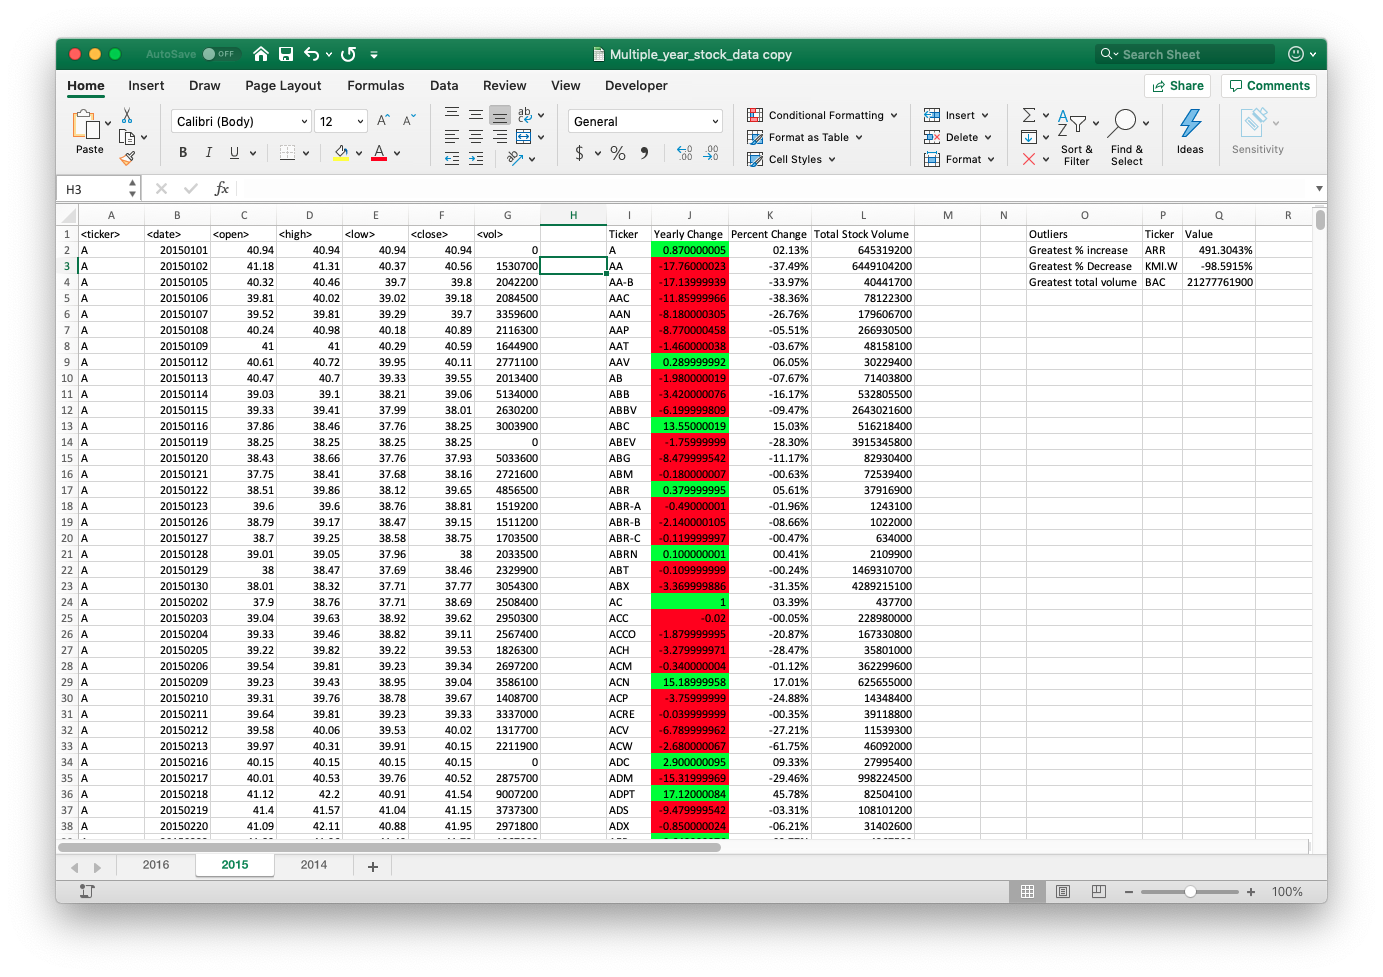 AutoSave OFF Multiple_year_stock_data copy Search Sheet
Home Insert Draw Page Layout Formulas Data Review View Developer Share Comments
Calibri (Body) 12 General Conditional Formatting Insert
Paste Format as Table Delete Sort & Filter Find & Select Ideas Sensitivity
B I U A $ % Cell Styles Format
H3 fx
A B C D E F G H I J K L M N O P Q R
1 <ticker> <date> <open> <high> <low> <close> <vol> Ticker Yearly Change Percent Change Total Stock Volume Outliers Ticker Value
2 A 20150101 40.94 40.94 40.94 40.94 0 A 0.870000005 02.13% 645319200 Greatest % increase ARR 491.3043%
3 A 20150102 41.18 41.31 40.37 40.56 1530700 AA -17.76000023 -37.49% 6449104200 Greatest % Decrease KMI.W -98.5915%
4 A 20150105 40.32 40.46 39.7 39.8 2042200 AA-B -17.13999939 -33.97% 40441700 Greatest total volume BAC 21277761900
5 A 20150106 39.81 40.02 39.02 39.18 2084500 AAC -11.85999966 -38.36% 78122300
6 A 20150107 39.52 39.81 39.29 39.7 3359600 AAN -8.180000305 -26.76% 179606700
7 A 20150108 40.24 40.98 40.18 40.89 2116300 AAP -8.770000458 -05.51% 266930500
8 A 20150109 41 41 40.29 40.59 1644900 AAT -1.460000038 -03.67% 48158100
9 A 20150112 40.61 40.72 39.95 40.11 2771100 AAV 0.289999992 06.05% 30229400
10 A 20150113 40.47 40.7 39.33 39.55 2013400 AB -1.980000019 -07.67% 71403800
11 A 20150114 39.03 39.1 38.21 39.06 5134000 ABB -3.420000076 -16.17% 532805500
12 A 20150115 39.33 39.41 37.99 38.01 2630200 ABBV -6.199999809 -09.47% 2643021600
13 A 20150116 37.86 38.46 37.76 38.25 3003900 ABC 13.55000019 15.03% 516218400
14 A 20150119 38.25 38.25 38.25 38.25 0 ABEV -1.75999999 -28.30% 3915345800
15 A 20150120 38.43 38.66 37.76 37.93 5033600 ABG -8.479999542 -11.17% 82930400
16 A 20150121 37.75 38.41 37.68 38.16 2721600 ABM -0.180000007 -00.63% 72539400
17 A 20150122 38.51 39.86 38.12 39.65 4856500 ABR 0.379999995 05.61% 37916900
18 A 20150123 39.6 39.6 38.76 38.81 1519200 ABR-A -0.49000001 -01.96% 1243100
19 A 20150126 38.79 39.17 38.47 39.15 1511200 ABR-B -2.140000105 -08.66% 1022000
20 A 20150127 38.7 39.25 38.58 38.75 1703500 ABR-C -0.119999997 -00.47% 634000
21 A 20150128 39.01 39.05 37.96 38 2033500 ABRN 0.100000001 00.41% 2109900
22 A 20150129 38 38.47 37.69 38.46 2329900 ABT -0.109999999 -00.24% 1469310700
23 A 20150130 38.01 38.32 37.71 37.77 3054300 ABX -3.369999886 -31.35% 4289215100
24 A 20150202 37.9 38.76 37.71 38.69 2508400 AC 1 03.39% 437700
25 A 20150203 39.04 39.63 38.92 39.62 2950300 ACC -0.02 -00.05% 228980000
26 A 20150204 39.33 39.46 38.82 39.11 2567400 ACCO -1.879999995 -20.87% 167330800
27 A 20150205 39.22 39.82 39.22 39.53 1826300 ACH -3.279999971 -28.47% 35801000
28 A 20150206 39.54 39.81 39.23 39.34 2697200 ACM -0.340000004 -01.12% 362299600
29 A 20150209 39.23 39.43 38.95 39.04 3586100 ACN 15.18999958 17.01% 625655000
30 A 20150210 39.31 39.76 38.78 39.67 1408700 ACP -3.75999999 -24.88% 14348400
31 A 20150211 39.64 39.81 39.23 39.33 3337000 ACRE -0.039999999 -00.35% 39118800
32 A 20150212 39.58 40.06 39.53 40.02 1317700 ACV -6.789999962 -27.21% 11539300
33 A 20150213 39.97 40.31 39.91 40.15 2211900 ACW -2.680000067 -61.75% 46092000
34 A 20150216 40.15 40.15 40.15 40.15 0 ADC 2.900000095 09.33% 27995400
35 A 20150217 40.01 40.53 39.76 40.52 2875700 ADM -15.31999969 -29.46% 998224500
36 A 20150218 41.12 42.2 40.91 41.54 9007200 ADPT 17.12000084 45.78% 82504100
37 A 20150219 41.4 41.57 41.04 41.15 3737300 ADS -9.479999542 -03.31% 108101200
38 A 20150220 41.09 42.11 40.88 41.95 2971800 ADX -0.850000024 -06.21% 31402600
2016 2015 2014 +
100%